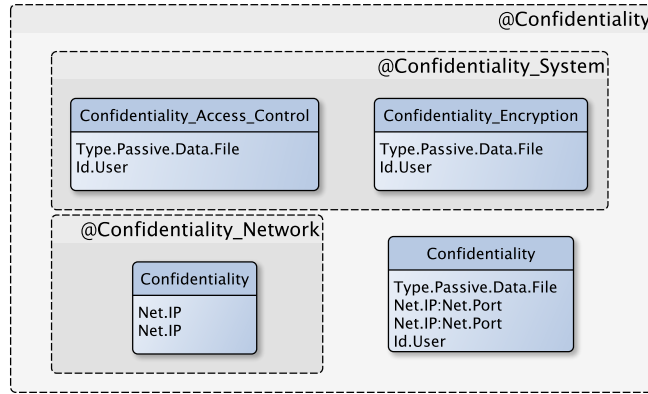 @Confidentiality
@Confidentiality_System
Confidentiality_Access_Control
Type.Passive.Data.File
Id.User
Confidentiality_Encryption
Type.Passive.Data.File
Id.User
@Confidentiality_Network
Confidentiality
Net.IP
Net.IP
Confidentiality
Type.Passive.Data.File
Net.IP:Net.Port
Net.IP:Net.Port
Id.User